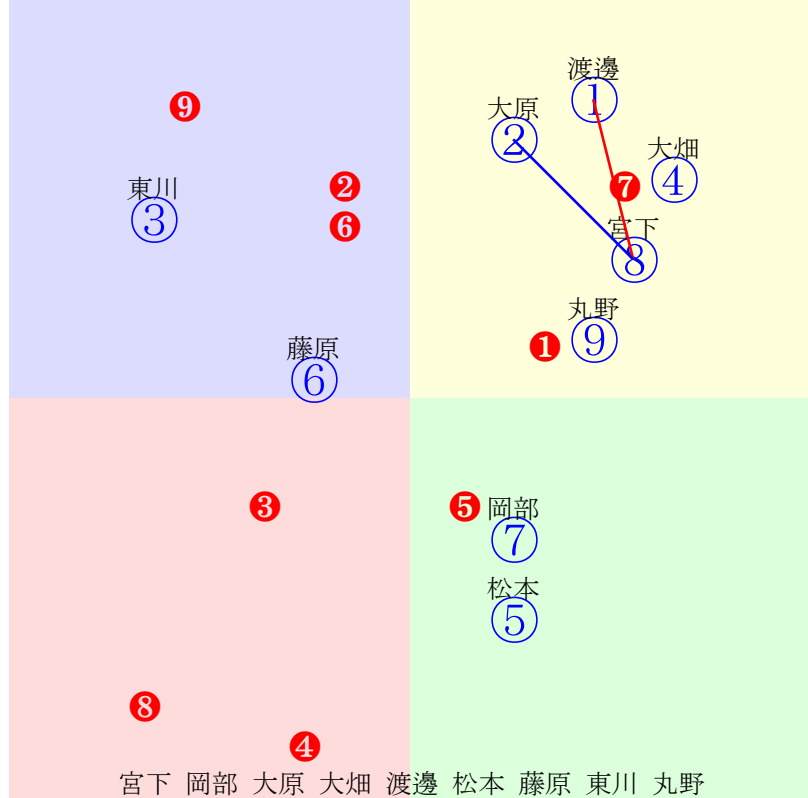 渡邊
①
大原
②
❾
大畑
④
東川
③
❷
❼
❻
宮下
⑧
丸野
⑨
❶
藤原
⑥
❸
❺
岡部
⑦
松本
⑤
❽
❹
宮下 岡部 大原 大畑 渡邊 松本 藤原 東川 丸野